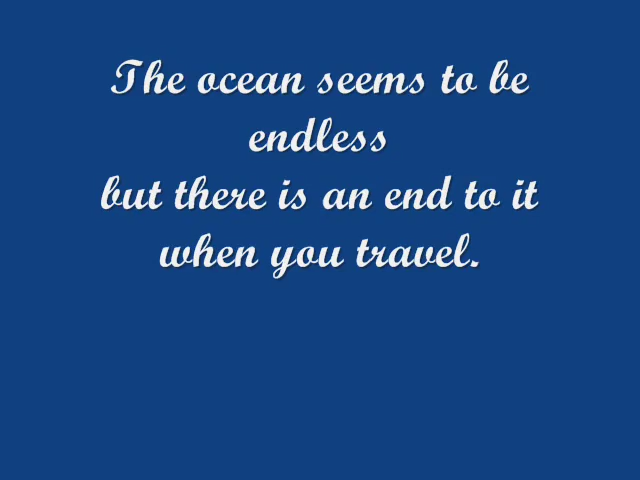 The ocean seems to be
endless
but there is an end to it
when you travel.